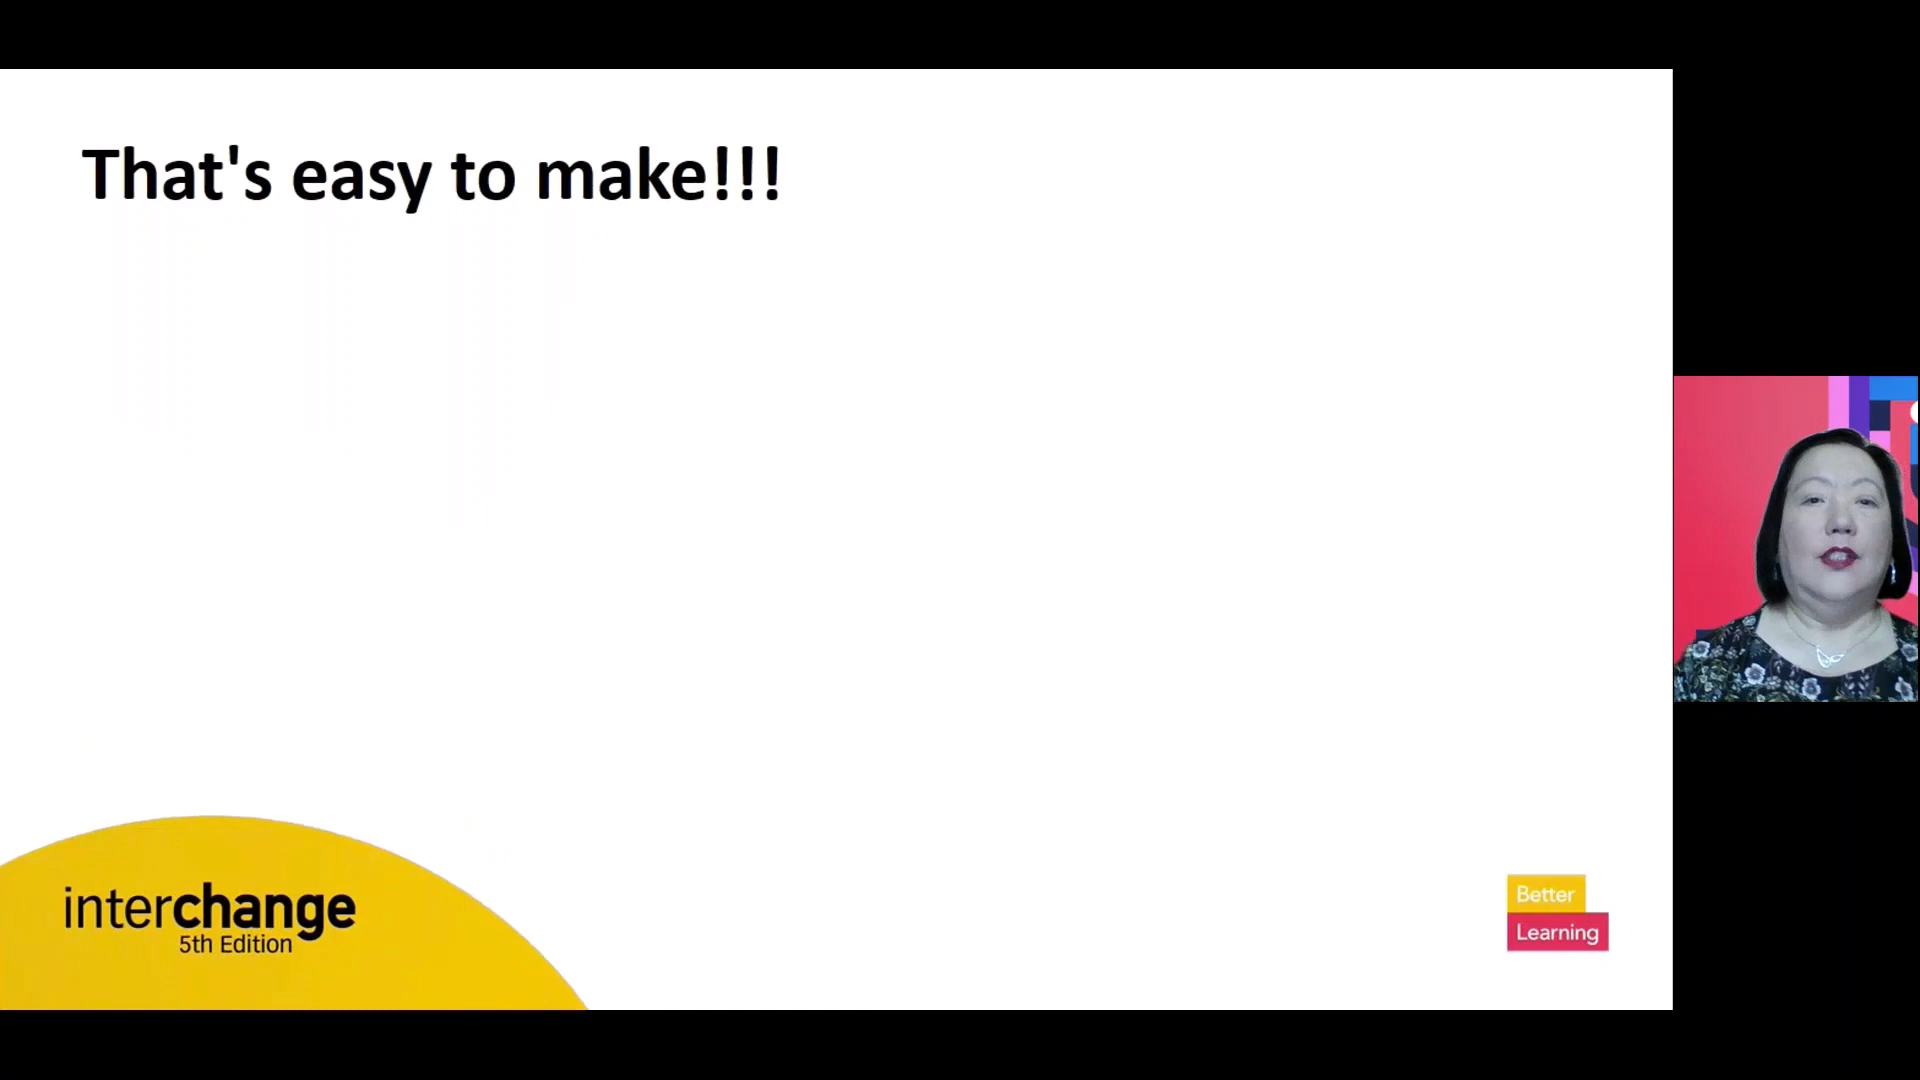 That's easy to make!!!
interchange
5th Edition
Better
Learning